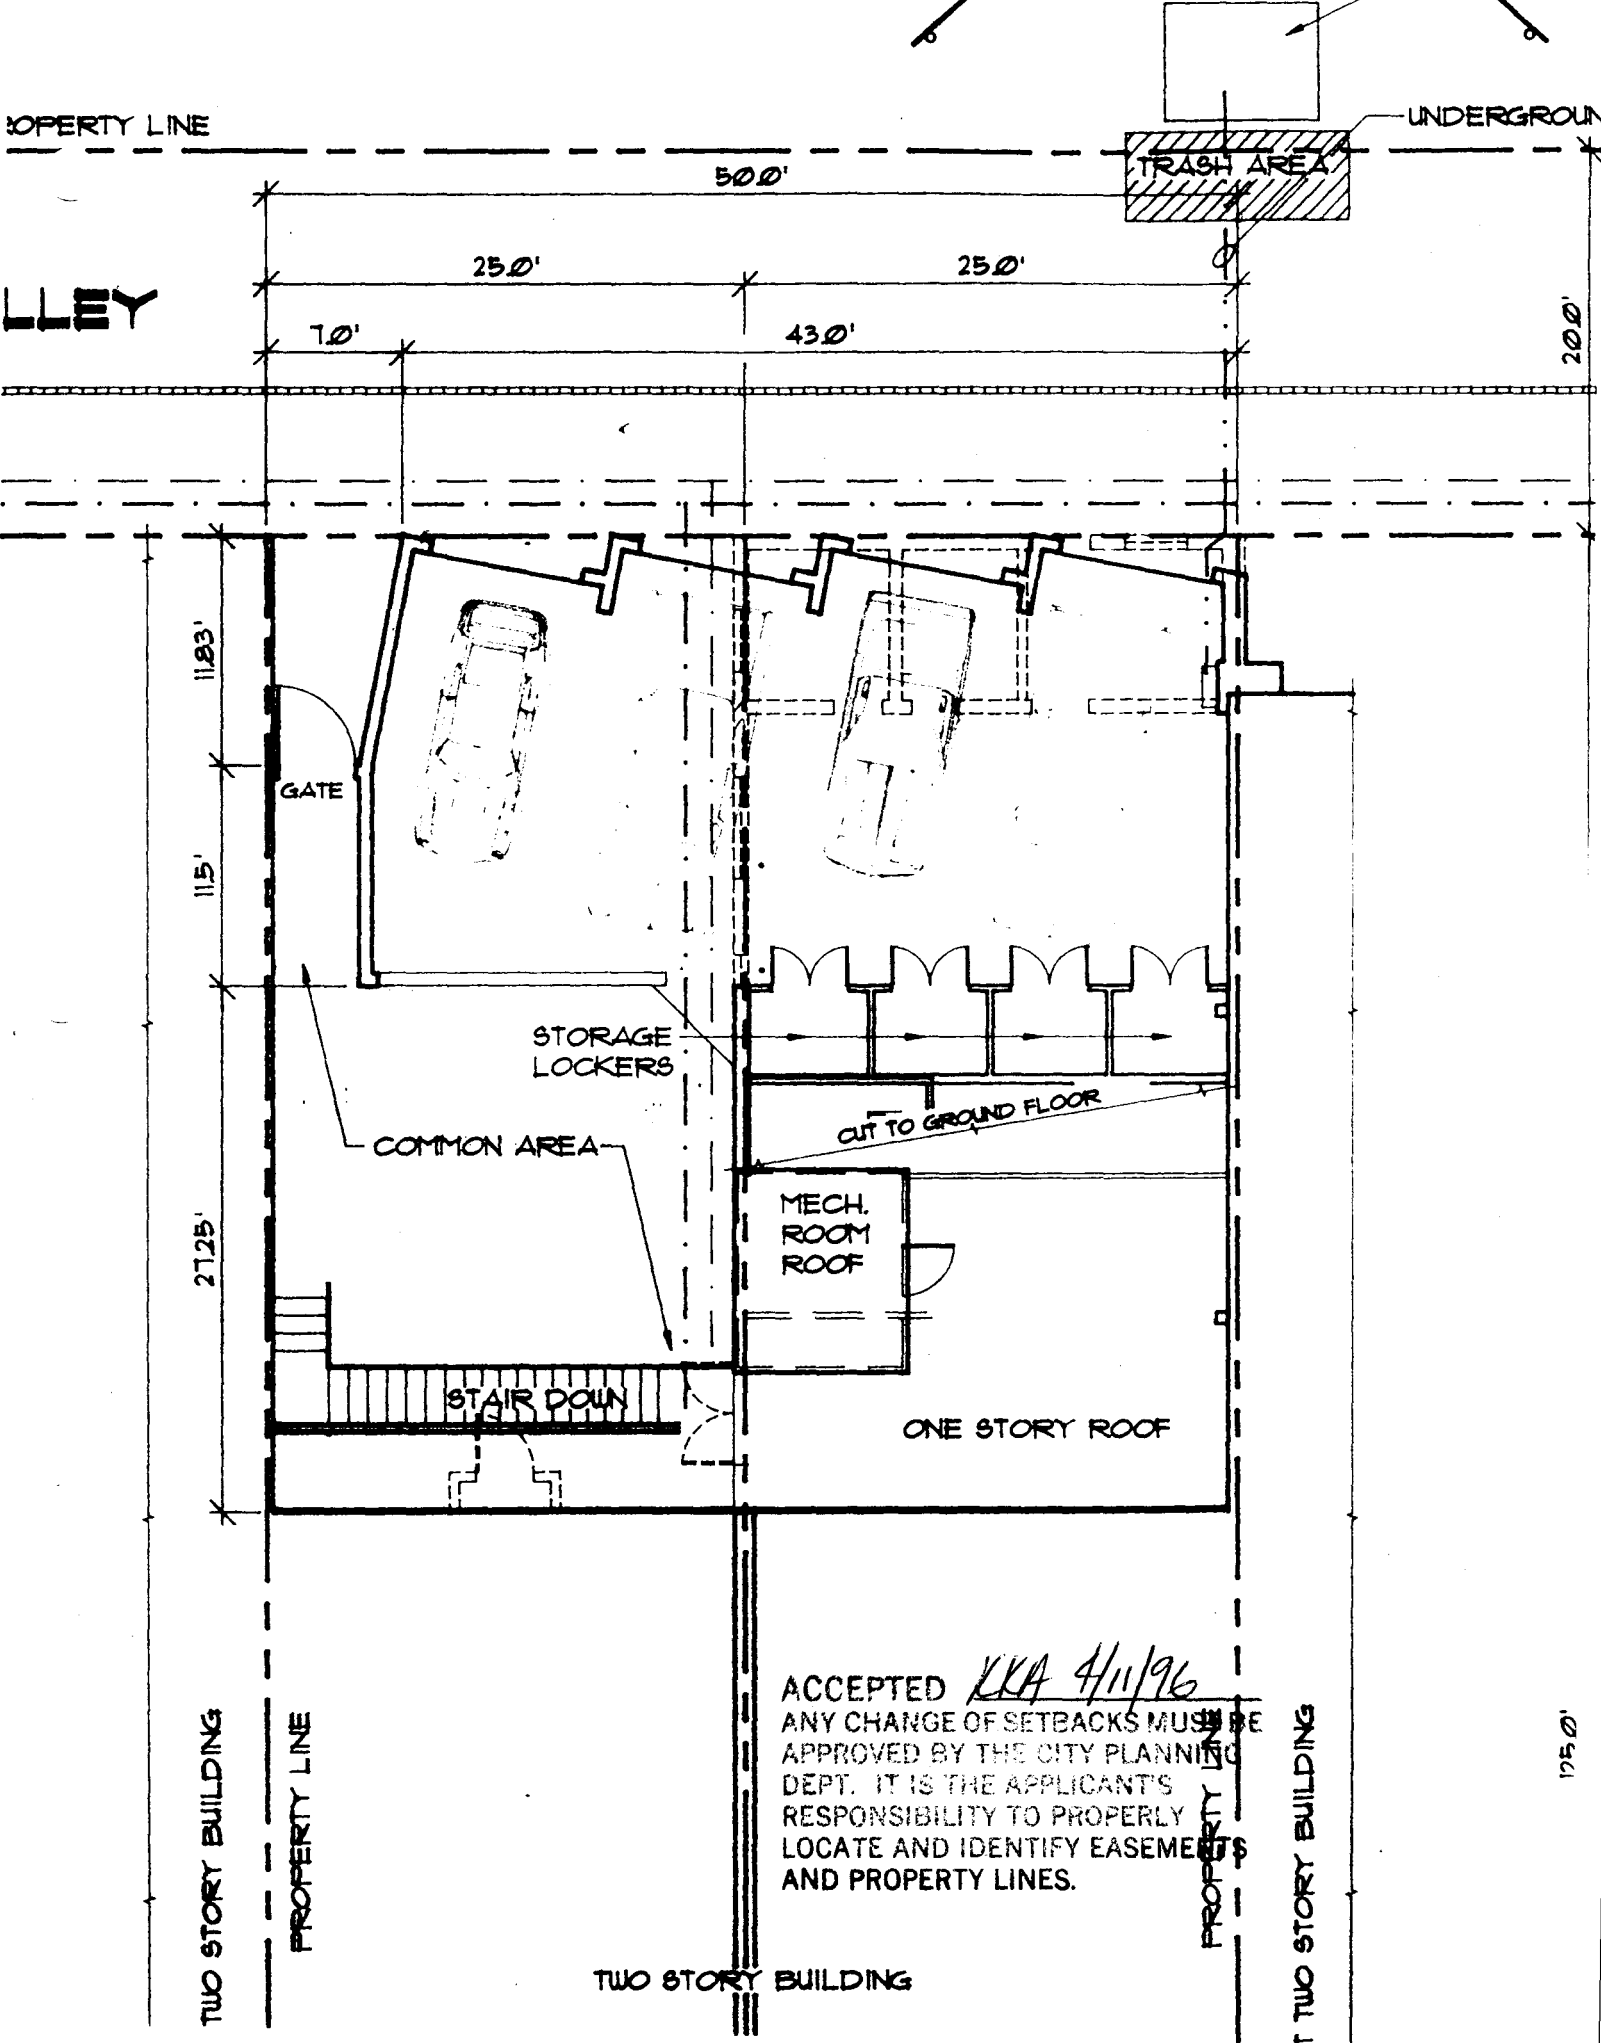 UNDERGROUN
OPERTY LINE
TRASH AREA
50.0'
25.0'
25.0'
LLEY
7.0'
43.0'
20.0'
11.83'
GATE
11.5'
STORAGE
LOCKERS
CUT TO GROUND FLOOR
COMMON AREA
MECH.
ROOM
ROOF
27.25'
STAIR DOWN
ONE STORY ROOF
ACCEPTED KKA 4/11/96
ANY CHANGE OF SETBACKS MUST BE
APPROVED BY THE CITY PLANNING
DEPT. IT IS THE APPLICANT'S
RESPONSIBILITY TO PROPERLY
LOCATE AND IDENTIFY EASEMENTS
AND PROPERTY LINES.
TWO STORY BUILDING
PROPERTY LINE
PROPERTY LINE
T TWO STORY BUILDING
125.0'
TWO STORY BUILDING